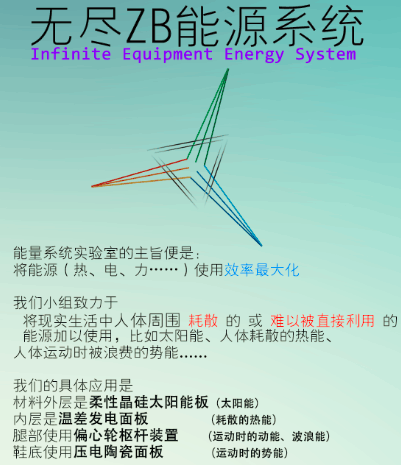 无尽ZB能源系统
Infinite Equipment Energy System
能量系统实验室的主旨便是：
将能源（热、电、力……）使用效率最大化
我们小组致力于
将现实生活中人体周围 耗散 的 或 难以被直接利用 的
能源加以使用，比如太阳能、人体耗散的热能、
人体运动时被浪费的势能……
我们的具体应用是
材料外层是柔性晶硅太阳能板（太阳能）
内层是温差发电面板 （耗散的热能）
腿部使用偏心轮枢杆装置 （运动时的动能、波浪能）
鞋底使用压电陶瓷面板 （运动时的势能）